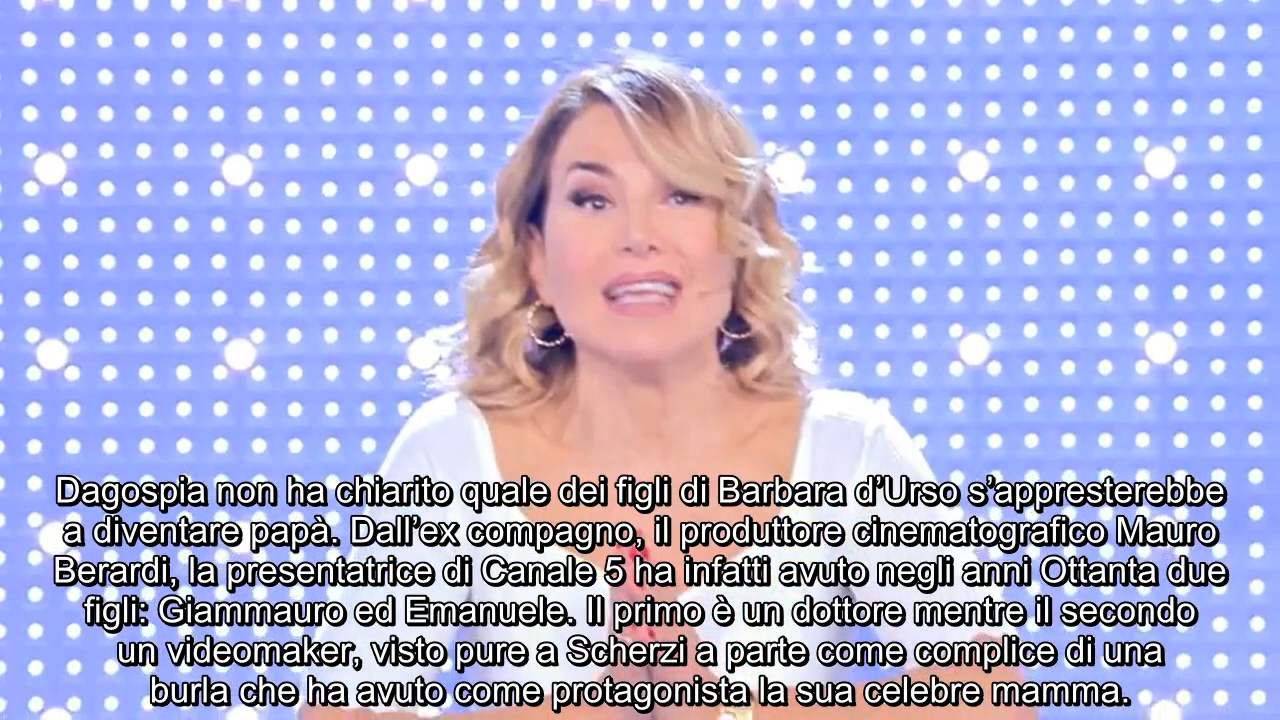 Dagospia non ha chiarito quale dei figli di Barbara d’Urso s’appresterebbe
a diventare papà. Dall’ex compagno, il produttore cinematografico Mauro
Berardi, la presentatrice di Canale 5 ha infatti avuto negli anni Ottanta due
figli: Giammauro ed Emanuele. Il primo è un dottore mentre il secondo
un videomaker, visto pure a Scherzi a parte come complice di una
burla che ha avuto come protagonista la sua celebre mamma.